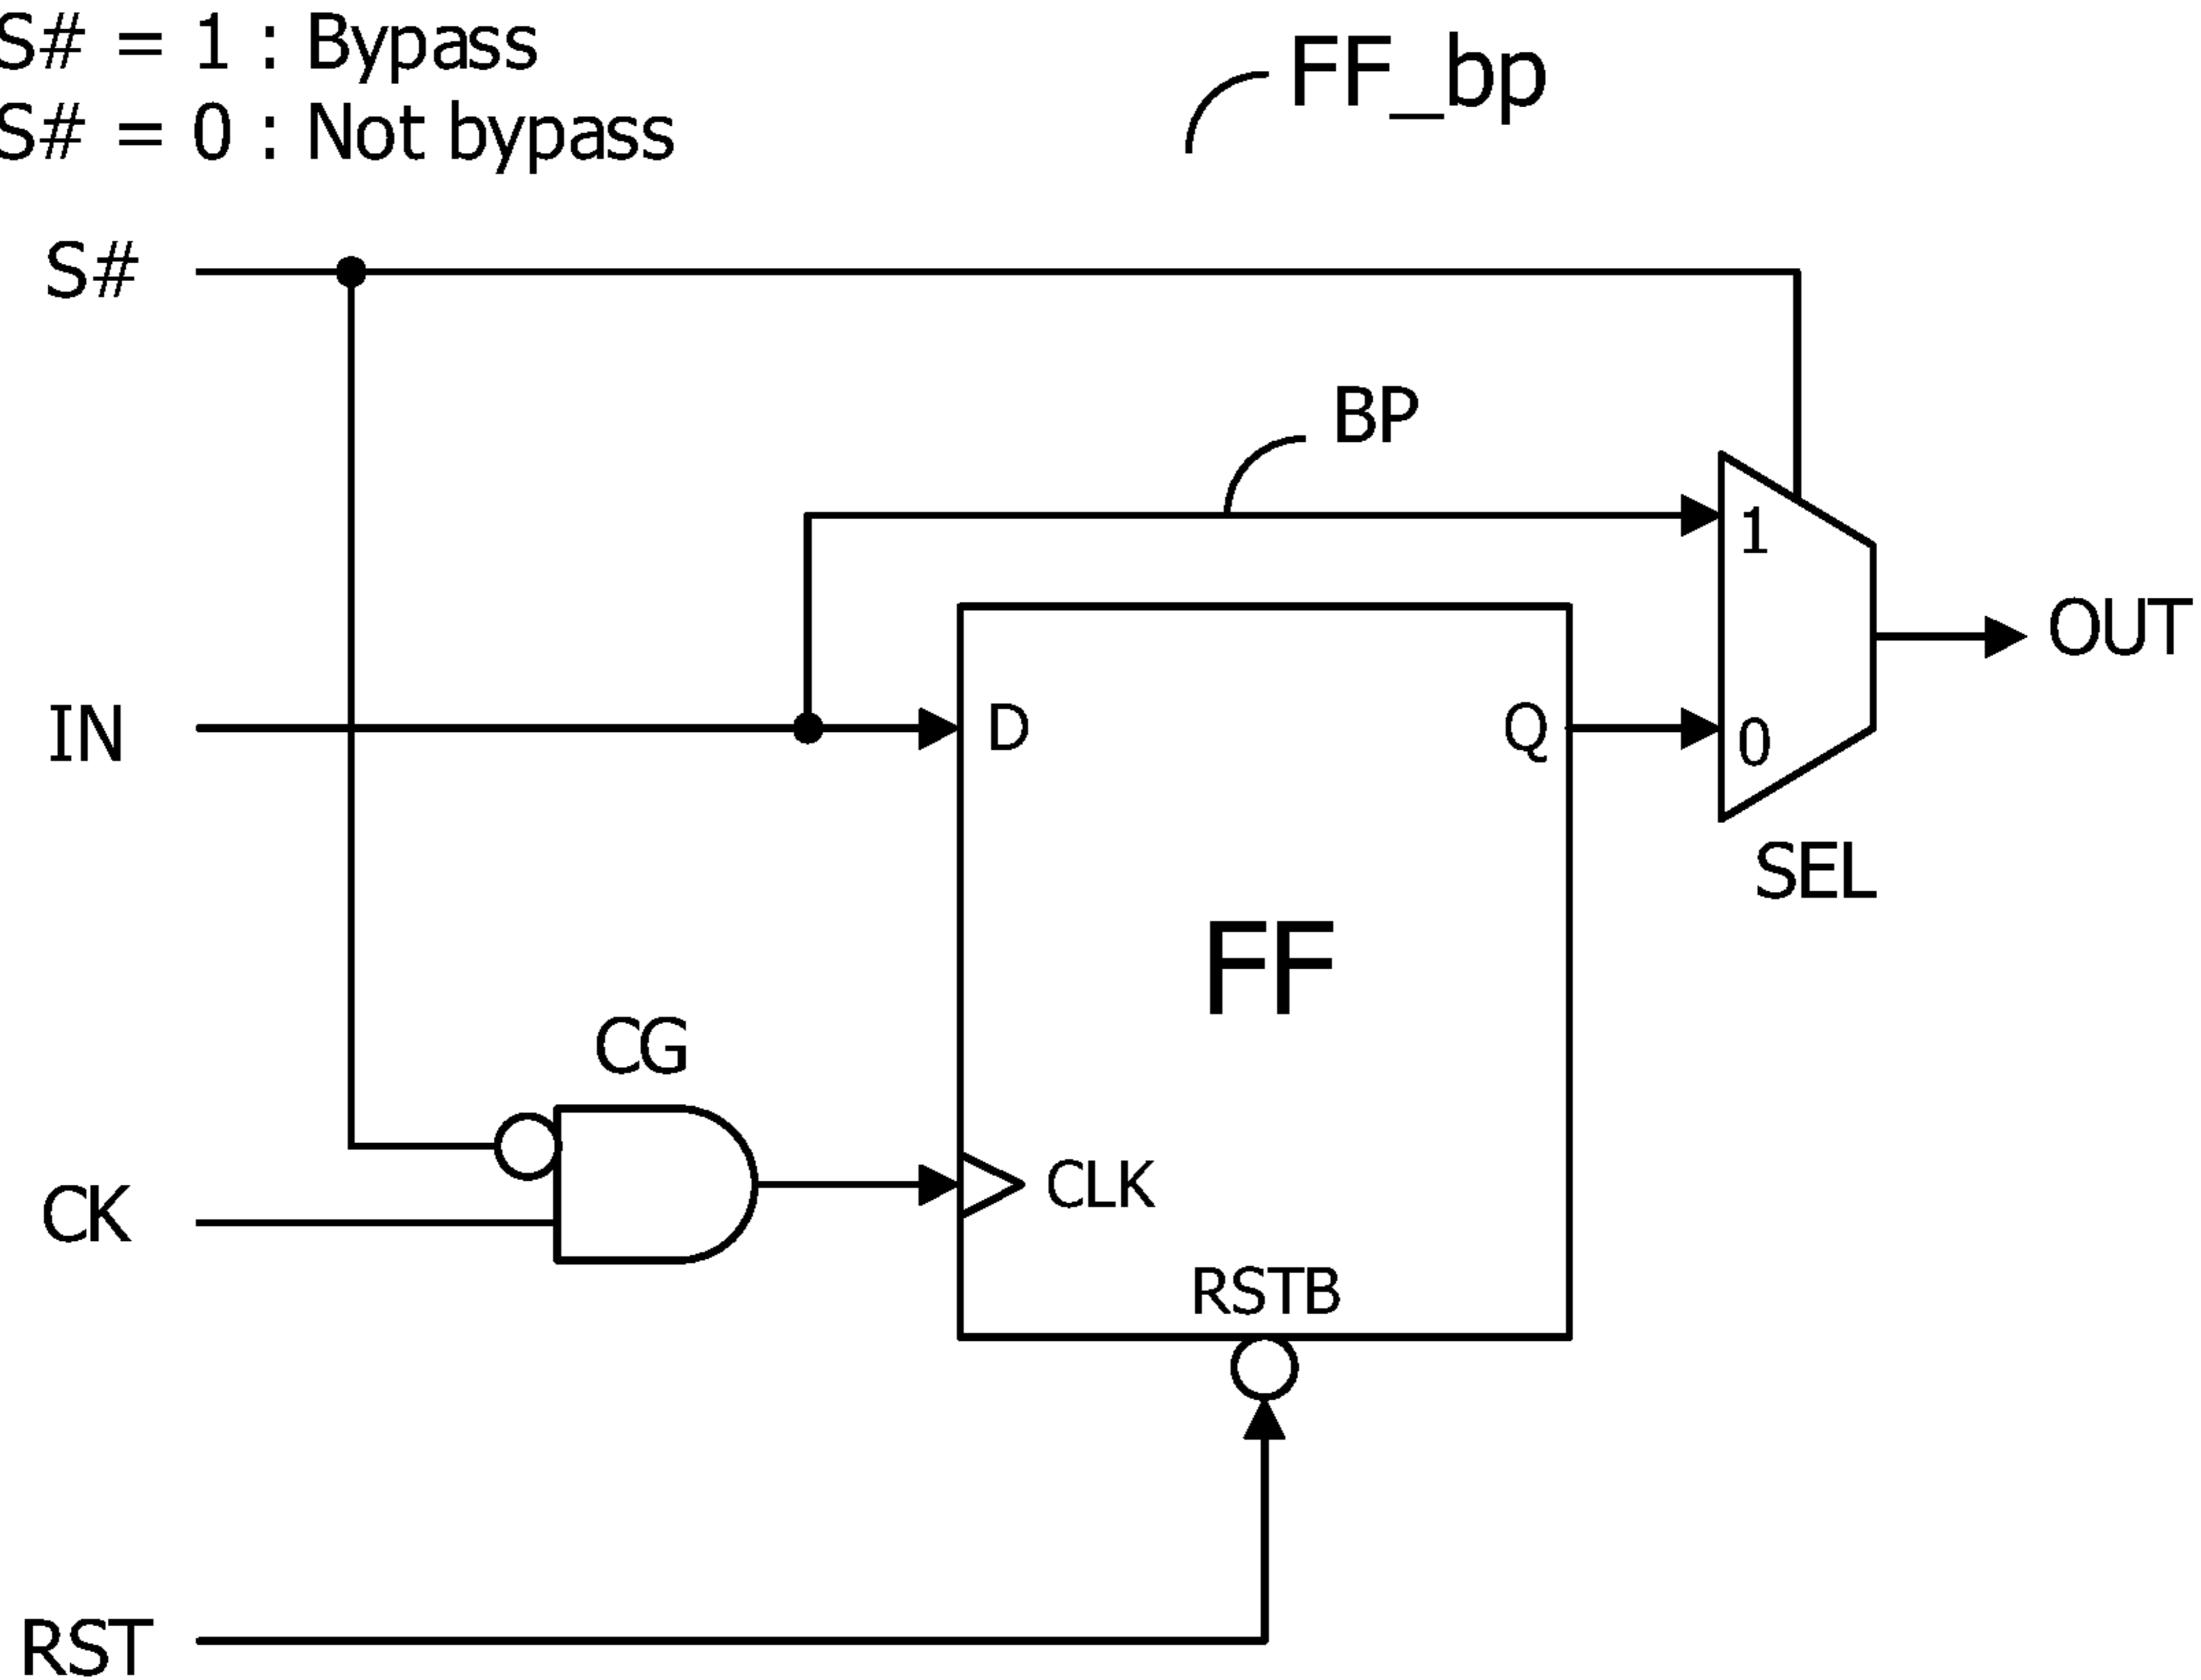 S# = 1 : Bypass
FF_bp
S# = 0 : Not bypass
S#
BP
1
OUT
IN
D
Q
0
SEL
FF
CG
CLK
CK
RSTB
RST